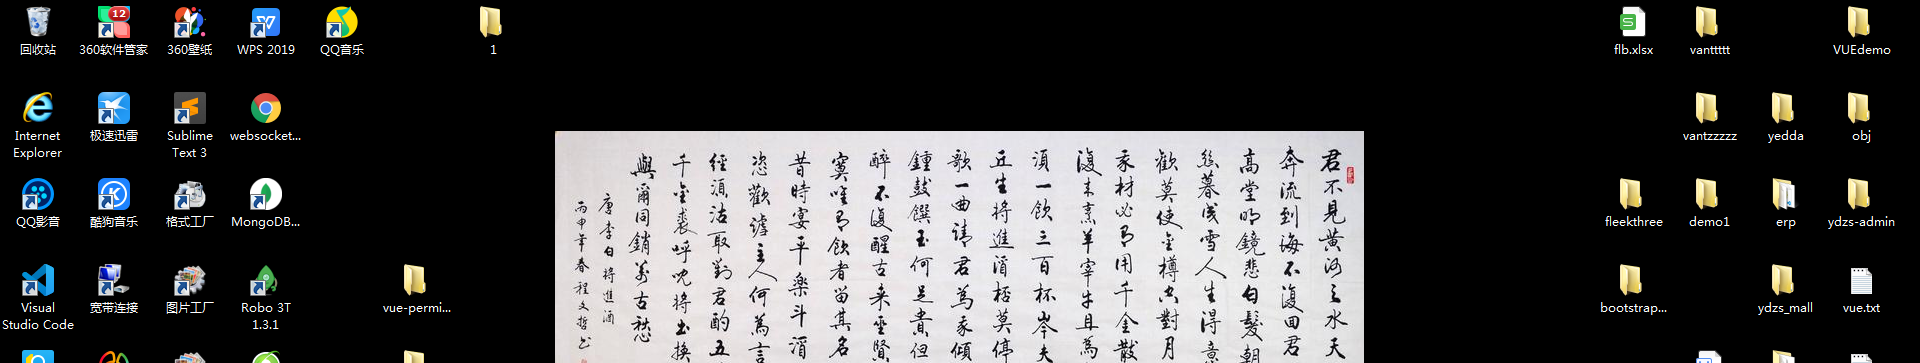 回收站
360软件管家
12
360壁纸
WPS 2019
QQ音乐
1
flb.xlsx
vanttttt
VUEdemo
Internet
Explorer
极速迅雷
Sublime
Text 3
websocket...
vantzzzzz
yedda
obj
QQ影音
酷狗音乐
格式工厂
MongoDB...
fleekthree
demo1
erp
ydzs-admin
Visual
Studio Code
宽带连接
图片工厂
Robo 3T
1.3.1
vue-permi...
bootstrap...
ydzs_mall
vue.txt
君不見黃河之水天
奔流到海不復回君
高堂明鏡悲白髮朝
絲暮成雪人生得意
歡莫使金樽空對月
材必有用千金散
復來烹羊宰牛且為
須一飲三百杯岑夫
丘生將進酒杯莫停
歌一曲請君為我傾
鐘鼓饌玉何足貴但
醉不復醒古來聖賢
寞唯有飲者留其名
昔時宴平樂斗酒
恣歡謔主人何為言
徑須沽取對君酌五
千金裘呼兒將出換
與爾同銷萬古愁
唐李白將進酒
丙申年春程文哲書